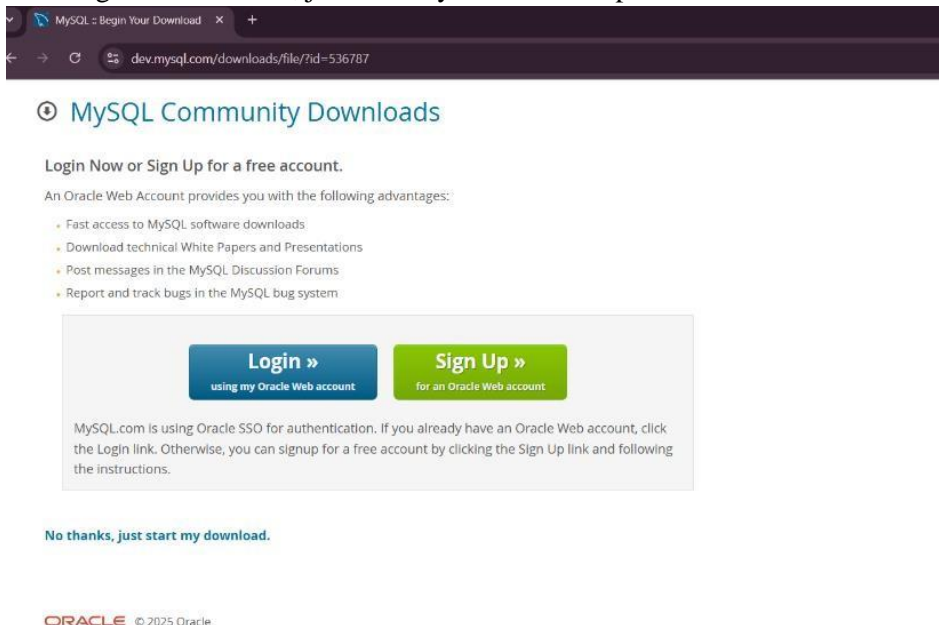 MySQL :: Begin Your Download
dev.mysql.com/downloads/file/?id=536787
MySQL Community Downloads
Login Now or Sign Up for a free account.
An Oracle Web Account provides you with the following advantages:
Fast access to MySQL software downloads
Download technical White Papers and Presentations
Post messages in the MySQL Discussion Forums
Report and track bugs in the MySQL bug system
Login »
using my Oracle Web account
Sign Up »
for an Oracle Web account
MySQL.com is using Oracle SSO for authentication. If you already have an Oracle Web account, click
the Login link. Otherwise, you can signup for a free account by clicking the Sign Up link and following
the instructions.
No thanks, just start my download.
ORACLE © 2025 Oracle